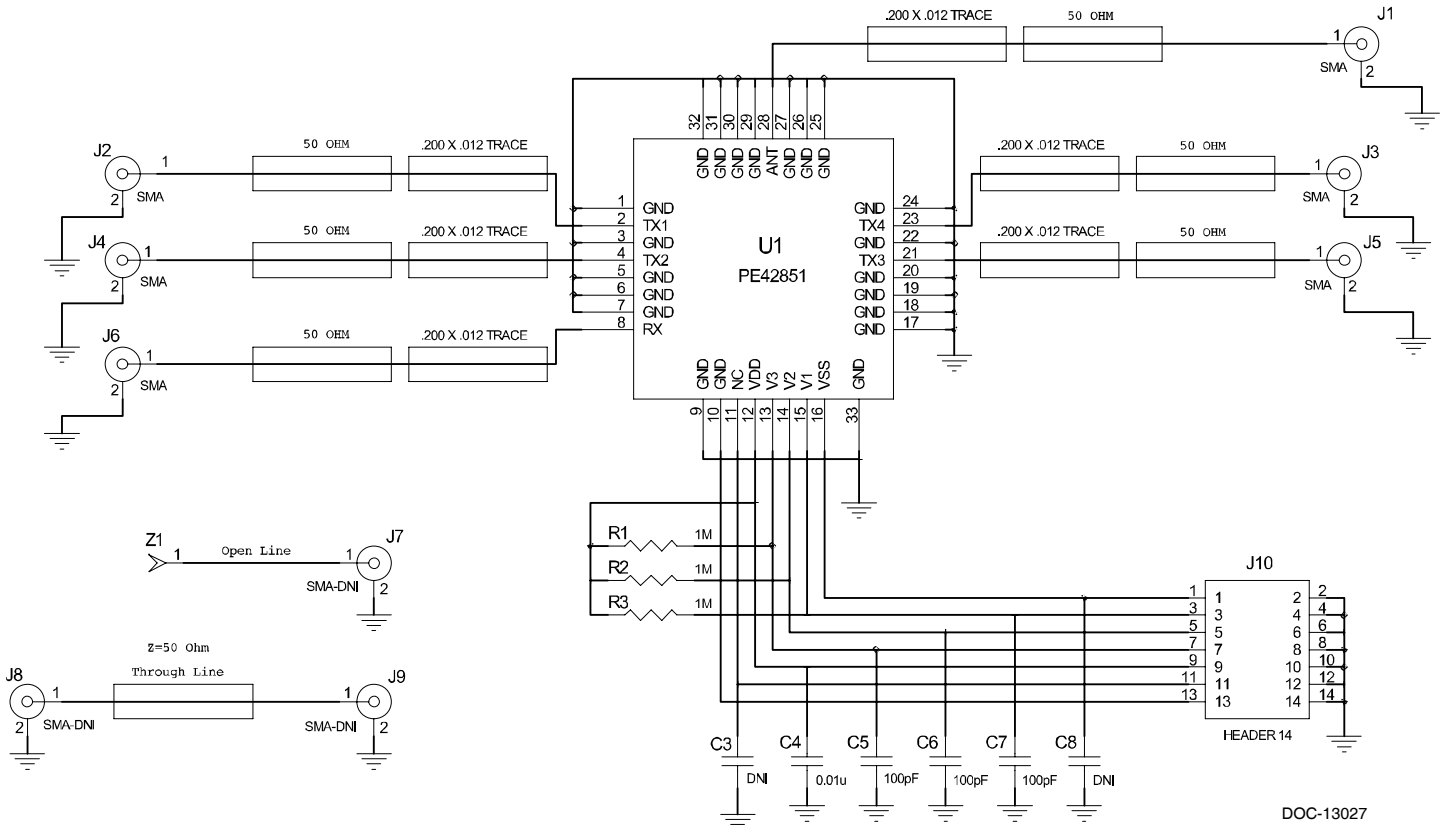 .200 X .012 TRACE
50 OHM
J1
1
SMA
2
32
31
30
29
28
27
26
25
GND
GND
GND
GND
ANT
GND
GND
GND
J2
1
SMA
2
50 OHM
.200 X .012 TRACE
J4
1
SMA
2
50 OHM
.200 X .012 TRACE
J6
1
SMA
2
50 OHM
.200 X .012 TRACE
1 GND
2 TX1
3 GND
4 TX2
5 GND
6 GND
7 GND
8 RX
U1
PE42851
GND 24
TX4 23
GND 22
TX3 21
GND 20
GND 19
GND 18
GND 17
.200 X .012 TRACE
50 OHM
J3
1
SMA
2
.200 X .012 TRACE
50 OHM
J5
1
SMA
2
GND
GND
NC
VDD
V3
V2
V1
VSS
GND
9
10
11
12
13
14
15
16
33
R1 1M
R2 1M
R3 1M
Z1
1
Open Line
1
J7
SMA-DNI
2
Z=50 Ohm
Through Line
J8
1
2
SMA-DNI
1
J9
SMA-DNI
2
J10
1 1 2 2
3 3 4 4
5 5 6 6
7 7 8 8
9 9 10 10
11 11 12 12
13 13 14 14
HEADER 14
C3
DNI
C4
0.01u
C5
100pF
C6
100pF
C7
100pF
C8
DNI
DOC-13027